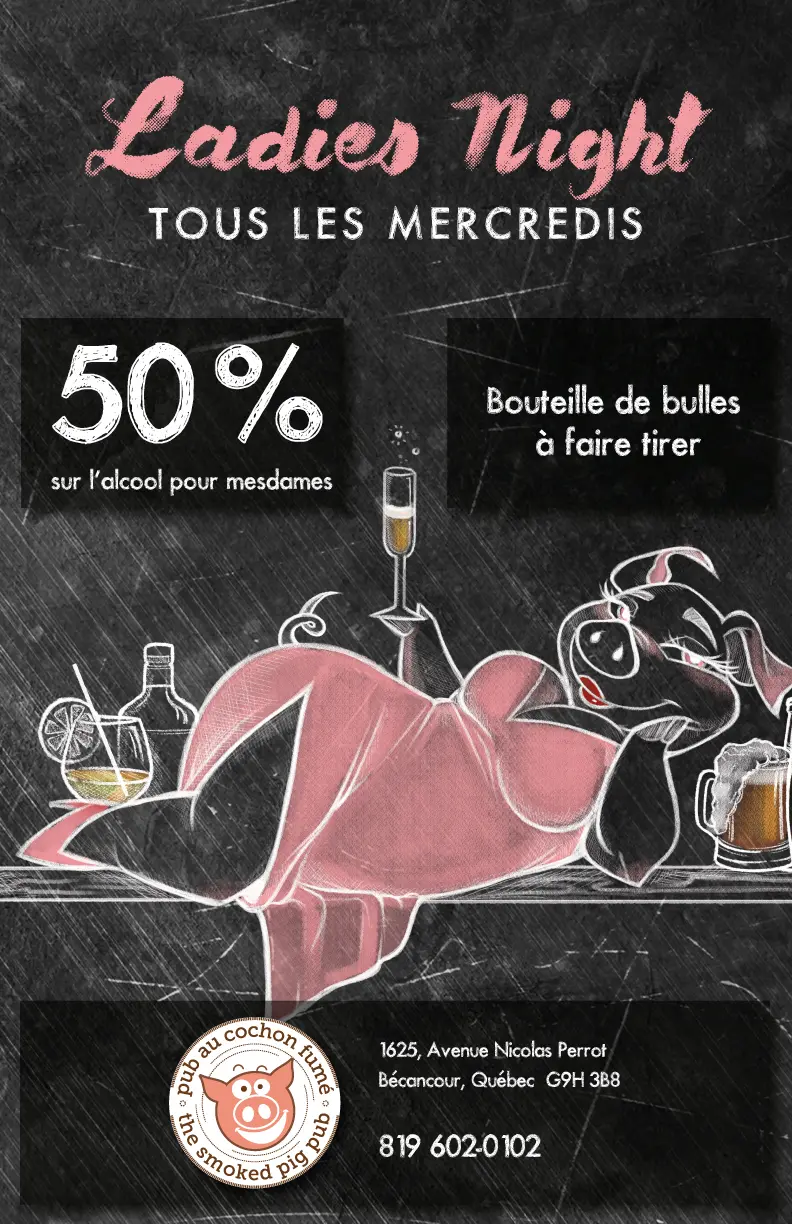 Ladies Night
TOUS LES MERCREDIS
50 %
sur l'alcool pour mesdames
Bouteille de bulles
à faire tirer
pub au cochon fumé
the smoked pig pub
1625, Avenue Nicolas Perrot
Bécancour, Québec G9H 3B8
819 602-0102